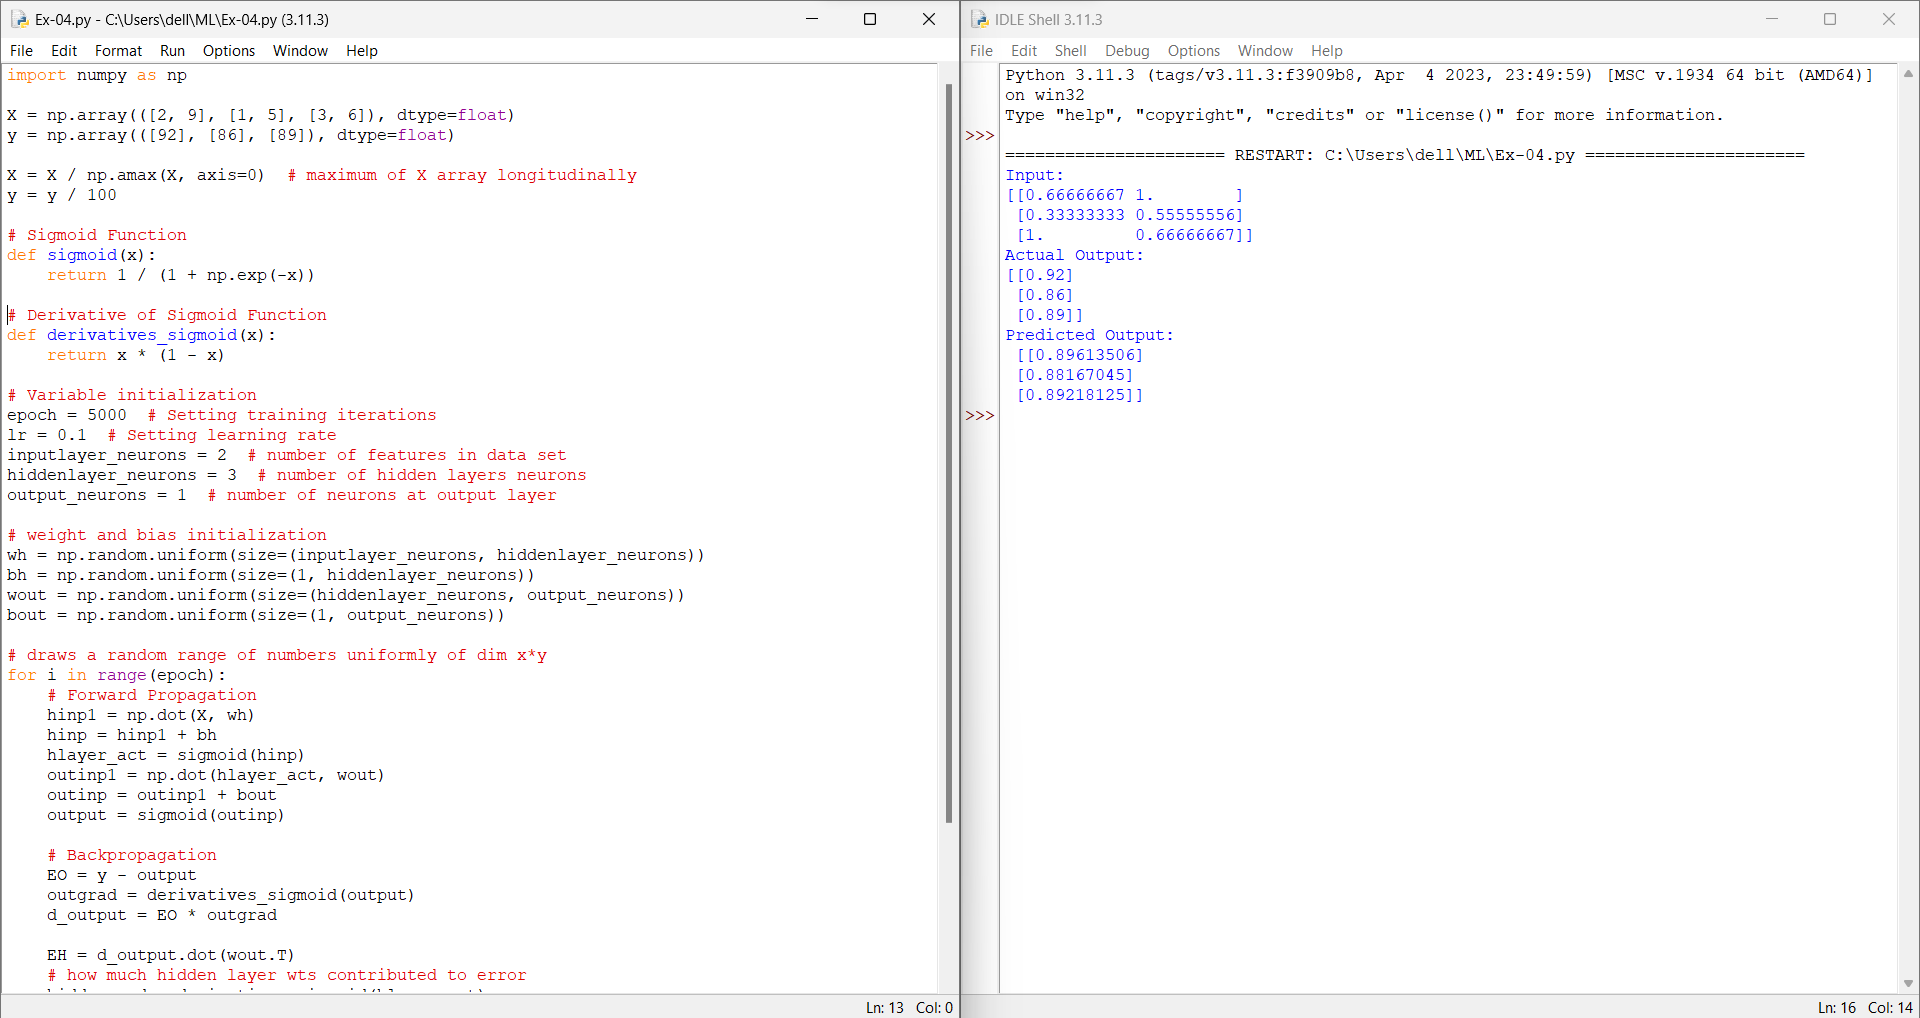 Ex-04.py - C:\Users\dell\ML\Ex-04.py (3.11.3)
File Edit Format Run Options Window Help
import numpy as np
X = np.array(([2, 9], [1, 5], [3, 6]), dtype=float)
y = np.array(([92], [86], [89]), dtype=float)
X = X / np.amax(X, axis=0)  # maximum of X array longitudinally
y = y / 100
# Sigmoid Function
def sigmoid(x):
    return 1 / (1 + np.exp(-x))
# Derivative of Sigmoid Function
def derivatives_sigmoid(x):
    return x * (1 - x)
# Variable initialization
epoch = 5000  # Setting training iterations
lr = 0.1  # Setting learning rate
inputlayer_neurons = 2  # number of features in data set
hiddenlayer_neurons = 3  # number of hidden layers neurons
output_neurons = 1  # number of neurons at output layer
# weight and bias initialization
wh = np.random.uniform(size=(inputlayer_neurons, hiddenlayer_neurons))
bh = np.random.uniform(size=(1, hiddenlayer_neurons))
wout = np.random.uniform(size=(hiddenlayer_neurons, output_neurons))
bout = np.random.uniform(size=(1, output_neurons))
# draws a random range of numbers uniformly of dim x*y
for i in range(epoch):
    # Forward Propagation
    hinp1 = np.dot(X, wh)
    hinp = hinp1 + bh
    hlayer_act = sigmoid(hinp)
    outinp1 = np.dot(hlayer_act, wout)
    outinp = outinp1 + bout
    output = sigmoid(outinp)
    # Backpropagation
    EO = y - output
    outgrad = derivatives_sigmoid(output)
    d_output = EO * outgrad
    EH = d_output.dot(wout.T)
    # how much hidden layer wts contributed to error
Ln: 13 Col: 0
IDLE Shell 3.11.3
File Edit Shell Debug Options Window Help
Python 3.11.3 (tags/v3.11.3:f3909b8, Apr  4 2023, 23:49:59) [MSC v.1934 64 bit (AMD64)]
on win32
Type "help", "copyright", "credits" or "license()" for more information.
>>>
====================== RESTART: C:\Users\dell\ML\Ex-04.py ======================
Input:
[[0.66666667 1.        ]
 [0.33333333 0.55555556]
 [1.         0.66666667]]
Actual Output:
[[0.92]
 [0.86]
 [0.89]]
Predicted Output:
 [[0.89613506]
 [0.88167045]
 [0.89218125]]
>>>
Ln: 16 Col: 14